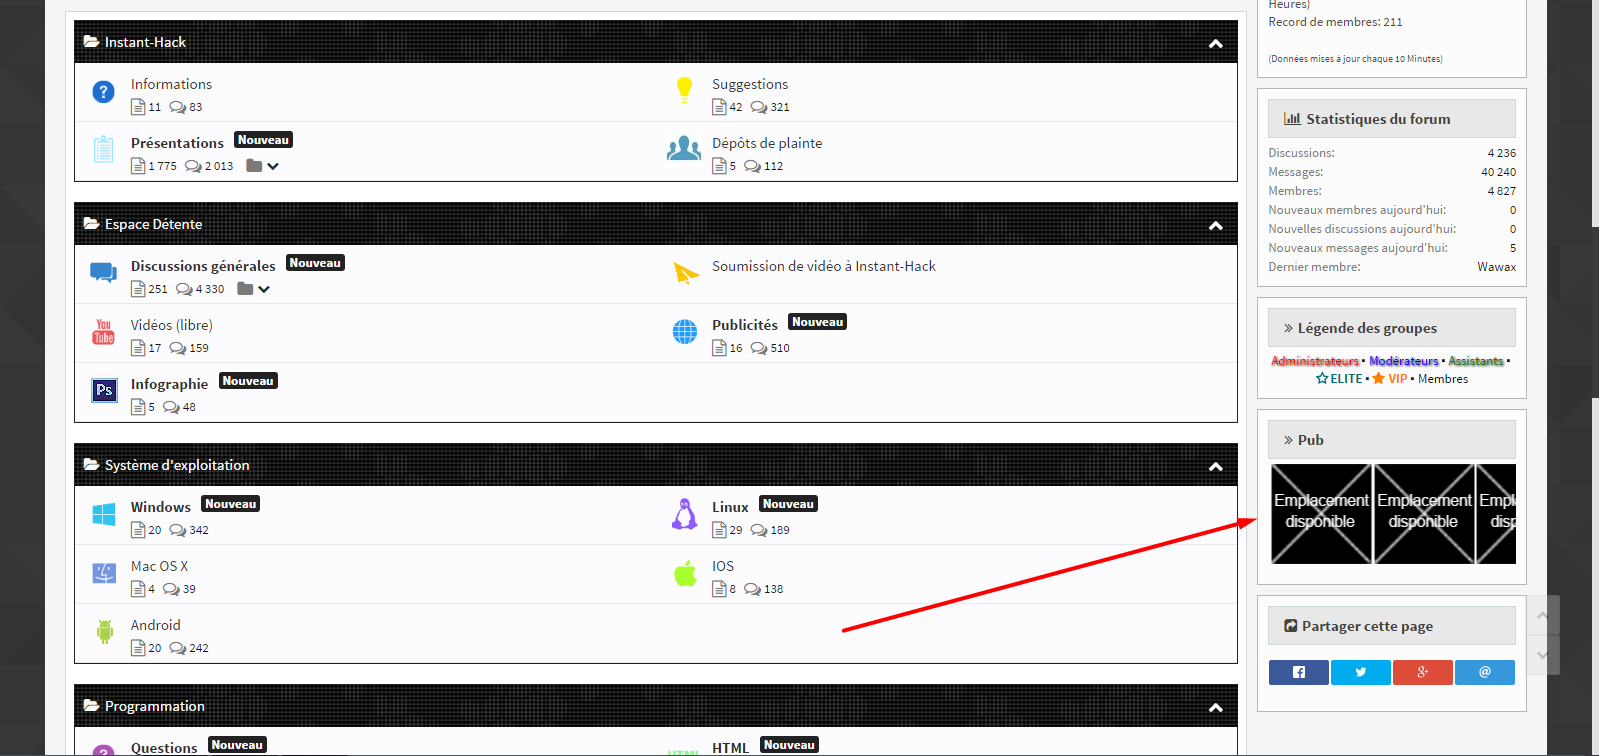 Instant-Hack
Informations
11 83
Suggestions
42 321
Présentations Nouveau
1 775 2 013
Dépôts de plainte
5 112
Espace Détente
Discussions générales Nouveau
251 4 330
Soumission de vidéo à Instant-Hack
You
Tube
Vidéos (libre)
17 159
Publicités Nouveau
16 510
Ps
Infographie Nouveau
5 48
Système d'exploitation
Windows Nouveau
20 342
Linux Nouveau
29 189
Mac OS X
4 39
IOS
8 138
Android
20 242
Programmation
Questions Nouveau
HTML Nouveau
Heures)
Record de membres: 211
(Données mises à jour chaque 10 Minutes)
Statistiques du forum
Discussions: 4 236
Messages: 40 240
Membres: 4 827
Nouveaux membres aujourd'hui: 0
Nouvelles discussions aujourd'hui: 0
Nouveaux messages aujourd'hui: 5
Dernier membre: Wawax
» Légende des groupes
Administrateurs ▪ Modérateurs ▪ Assistants ▪
ELITE ▪ VIP ▪ Membres
» Pub
Emplacement
disponible
Emplacement
disponible
Partager cette page